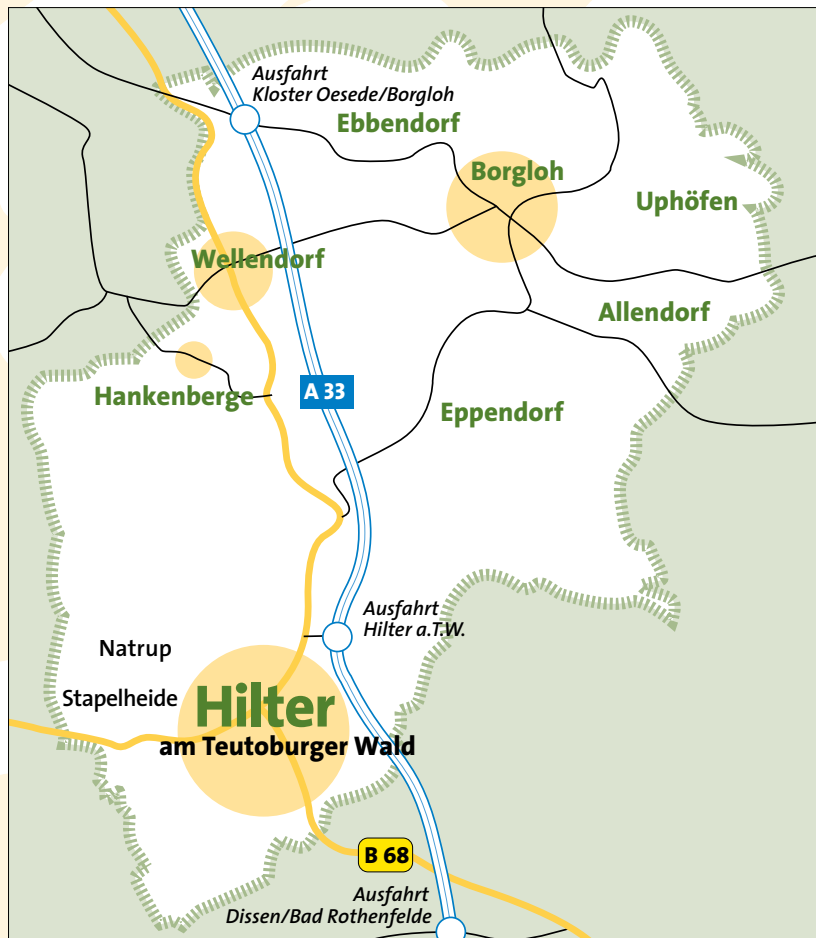 Ausfahrt
Kloster Oesede/Borgloh
Ebbendorf
Borgloh
Uphöfen
Wellendorf
Allendorf
Hankenberge
A 33
Eppendorf
Ausfahrt
Hilter a.T.W.
Natrup
Stapelheide
Hilter
am Teutoburger Wald
B 68
Ausfahrt
Dissen/Bad Rothenfelde